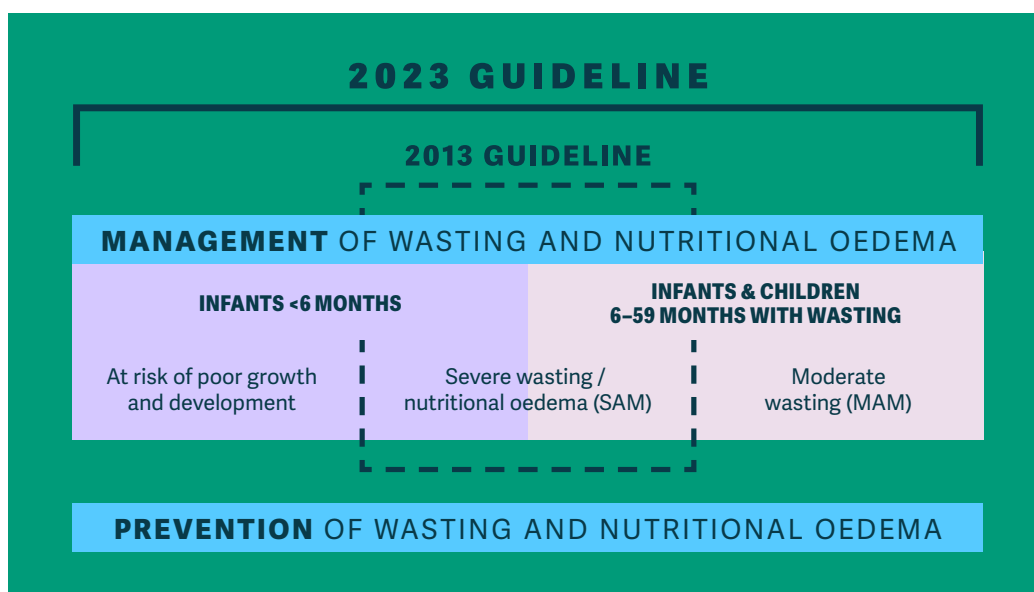 2023 GUIDELINE
2013 GUIDELINE
MANAGEMENT OF WASTING AND NUTRITIONAL OEDEMA
INFANTS <6 MONTHS
INFANTS & CHILDREN
6–59 MONTHS WITH WASTING
At risk of poor growth
and development
Severe wasting /
nutritional oedema (SAM)
Moderate
wasting (MAM)
PREVENTION OF WASTING AND NUTRITIONAL OEDEMA